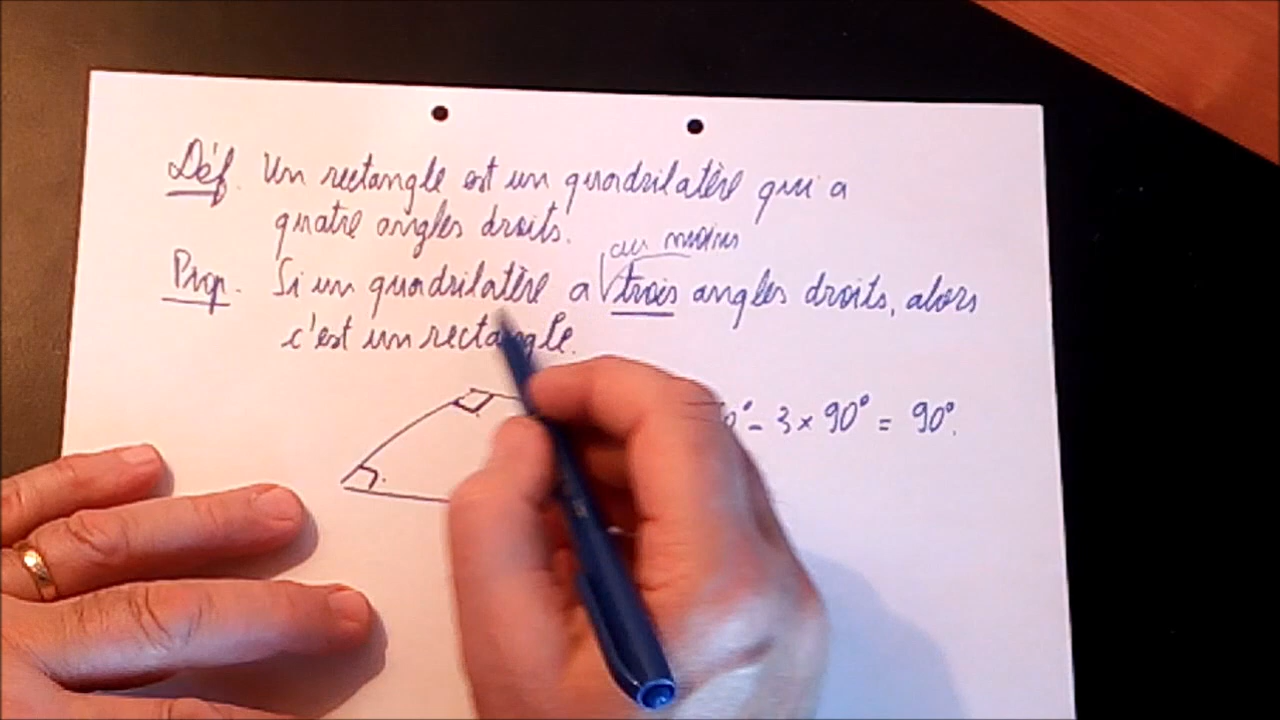 Déf. Un rectangle est un quadrilatère qui a
quatre angles droits.
au moins
Prop. Si un quadrilatère a trois angles droits, alors
c'est un rectangle.
0° - 3 × 90° = 90°.